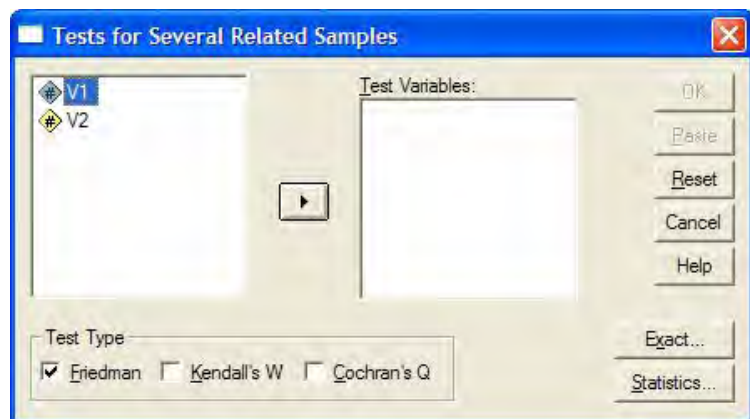 Tests for Several Related Samples
V1
V2
Test Variables:
OK
Paste
Reset
Cancel
Help
Test Type
Friedman Kendall's W Cochran's Q
Exact...
Statistics...